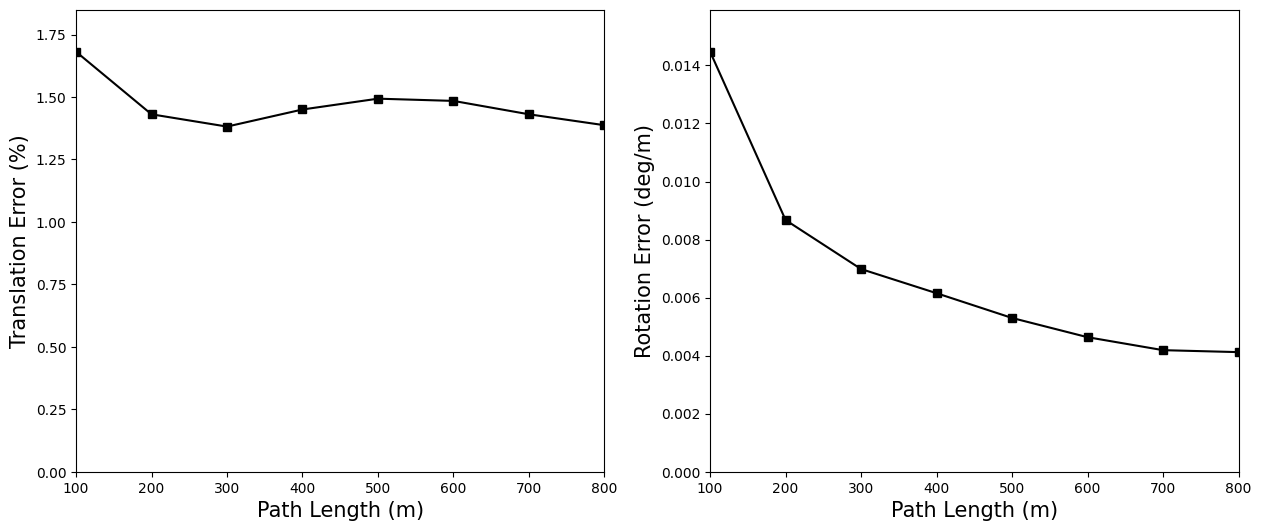 1.75
1.50
1.25
1.00
0.75
0.50
0.25
0.00
Translation Error (%)
100 200 300 400 500 600 700 800
Path Length (m)
0.014
0.012
0.010
0.008
0.006
0.004
0.002
0.000
Rotation Error (deg/m)
100 200 300 400 500 600 700 800
Path Length (m)